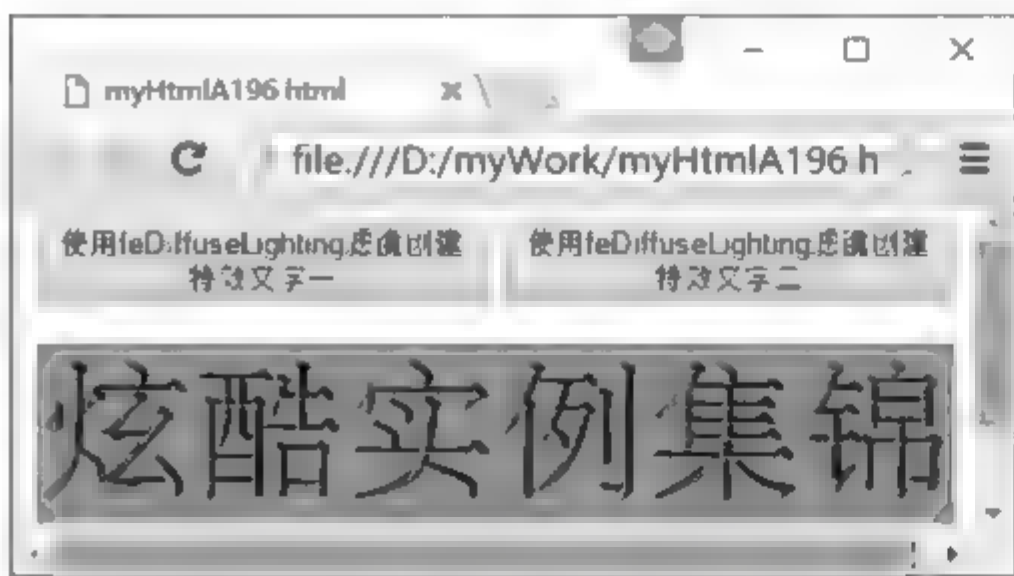 myHtmlA196 html
file:///D:/myWork/myHtmlA196 h
使用feDiffuseLighting滤镜创建
特效文字一
使用feDiffuseLighting滤镜创建
特效文字二
炫酷实例集锦